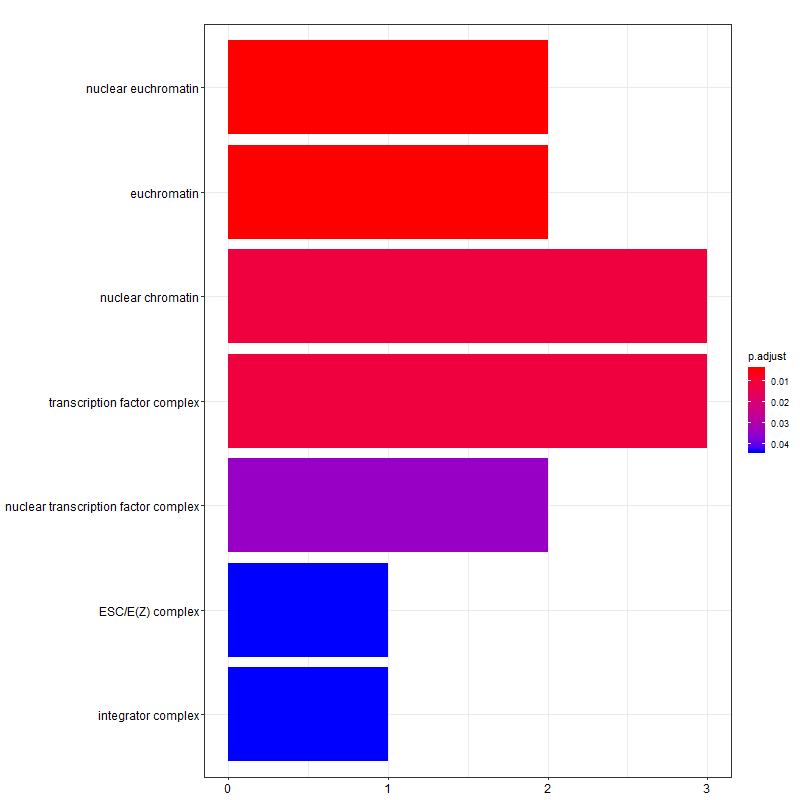 nuclear euchromatin
euchromatin
nuclear chromatin
transcription factor complex
nuclear transcription factor complex
ESC/E(Z) complex
integrator complex
0 1 2 3
p.adjust
0.01
0.02
0.03
0.04